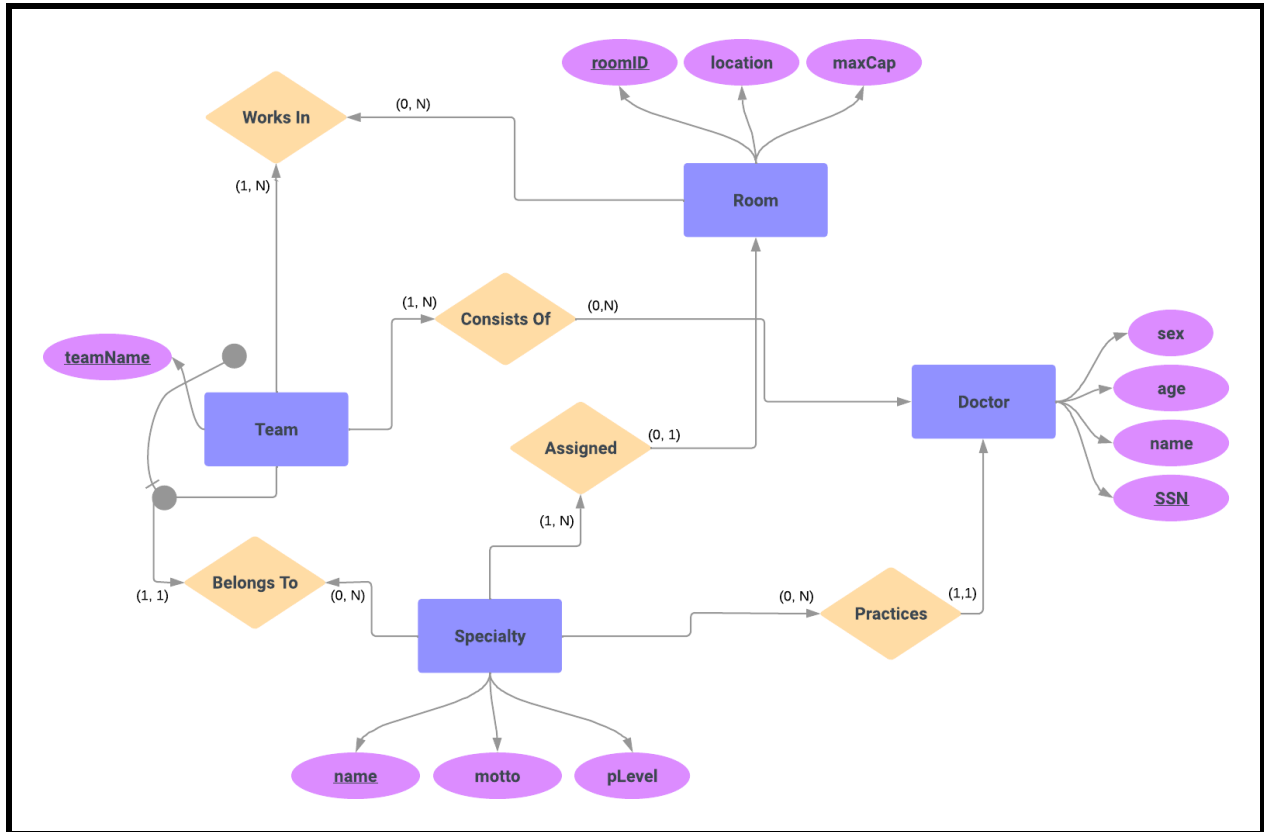 roomID
location
maxCap
(0, N)
Works In
(1, N)
Room
(1, N)
Consists Of
(0,N)
sex
teamName
age
Doctor
Team
(0, 1)
Assigned
name
SSN
(1, N)
Belongs To
(1, 1)
(0, N)
(0, N)
(1,1)
Practices
Specialty
name
motto
pLevel